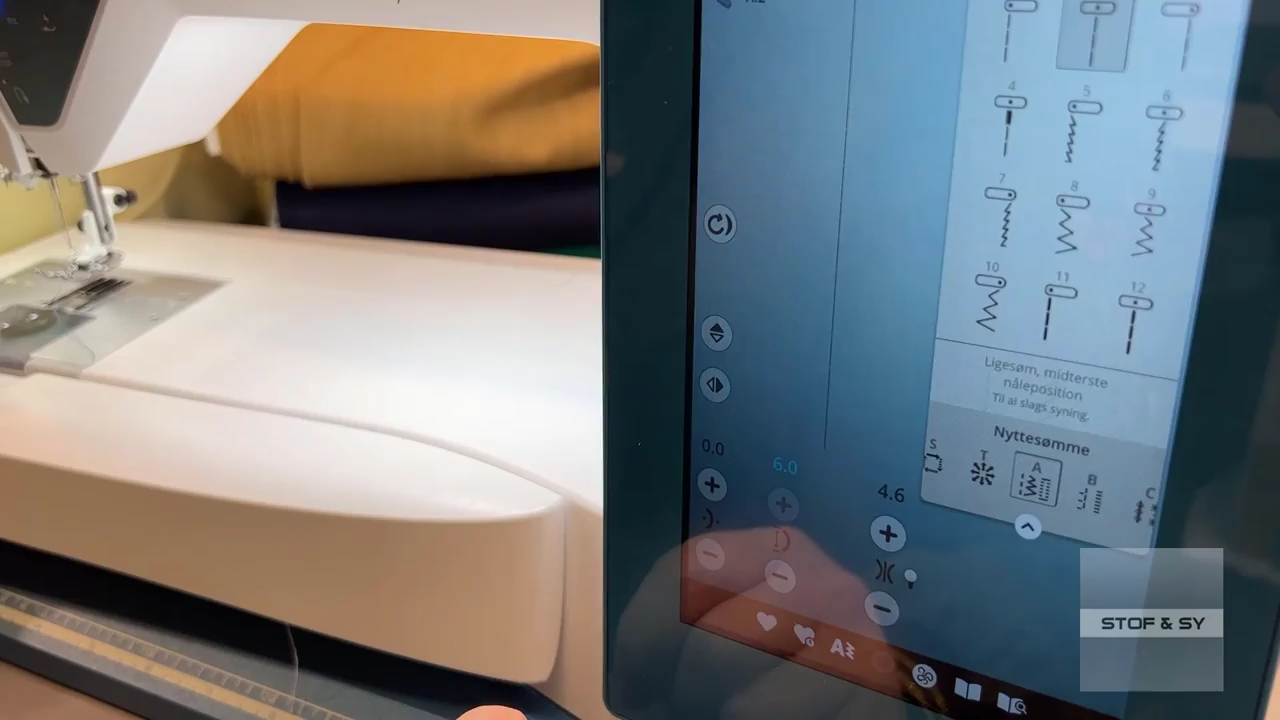 4
5
6
7
8
9
10
11
12
Ligesøm, midterste
nåleposition
Til al slags syning.
Nyttesømme
S
T
A
B
C
0.0
6.0
4.6
A
STOF & SY